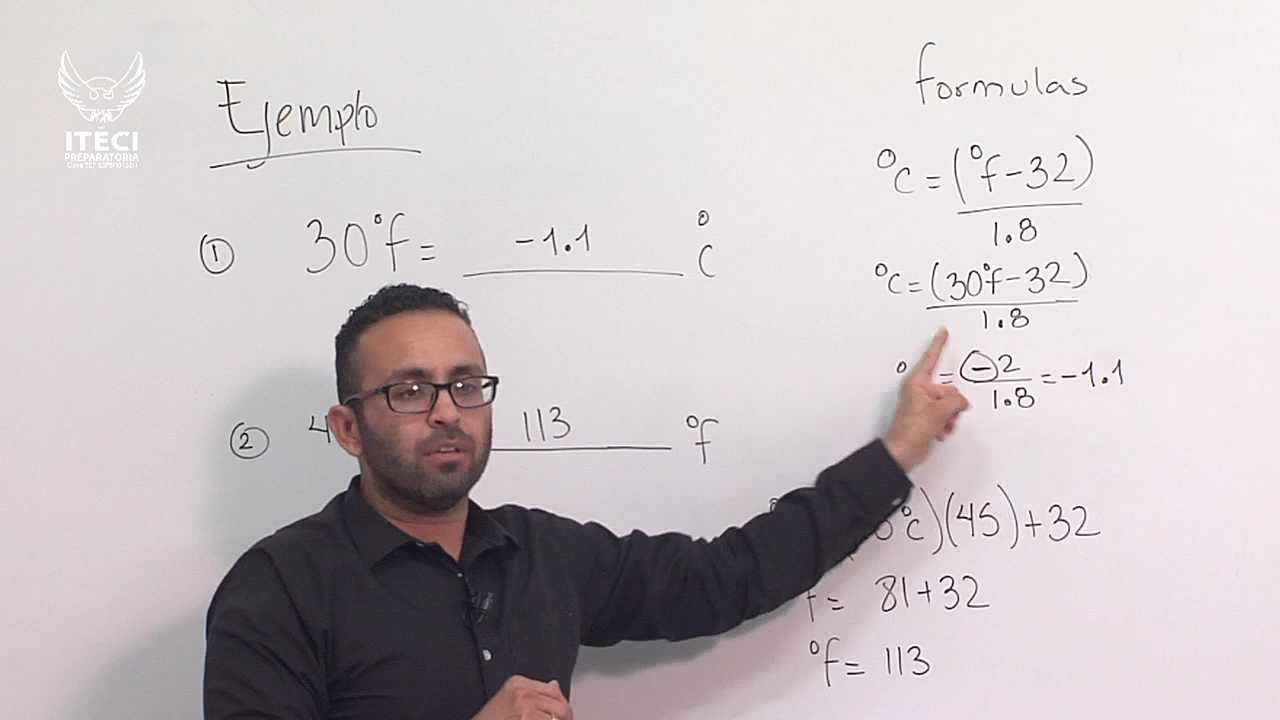 ITECI
PREPARATORIA
Ejemplo
① 30°f = -1.1 °C
② 4 113 °f
formulas
°C = (°f - 32)
1.8
°C = (30°f - 32)
1.8
= -2 = -1.1
1.8
°C)(45) + 32
f = 81 + 32
°f = 113